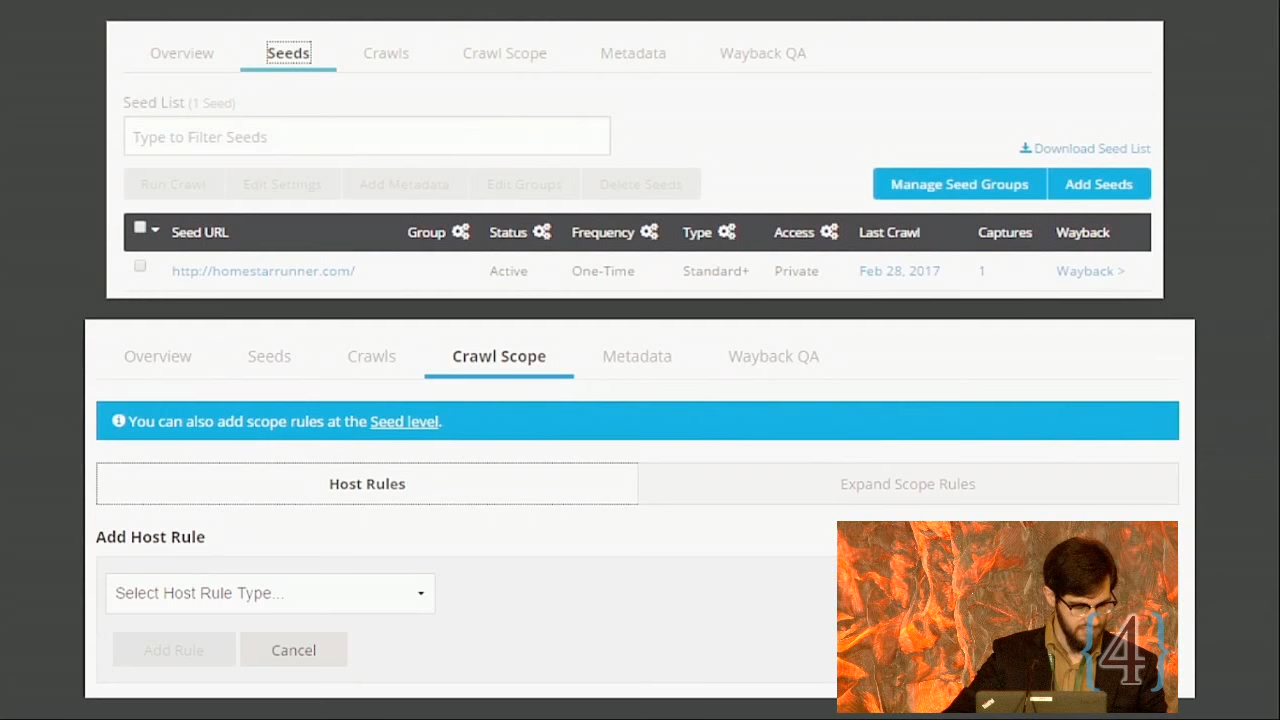 Overview Seeds Crawls Crawl Scope Metadata Wayback QA
Seed List (1 Seed)
Type to Filter Seeds
Download Seed List
Run Crawl Edit Settings Add Metadata Edit Groups Delete Seeds Manage Seed Groups Add Seeds
Seed URL Group Status Frequency Type Access Last Crawl Captures Wayback
http://homestarrunner.com/ Active One-Time Standard+ Private Feb 28, 2017 1 Wayback >
Overview Seeds Crawls Crawl Scope Metadata Wayback QA
You can also add scope rules at the Seed level.
Host Rules Expand Scope Rules
Add Host Rule
Select Host Rule Type...
Add Rule Cancel
{4}